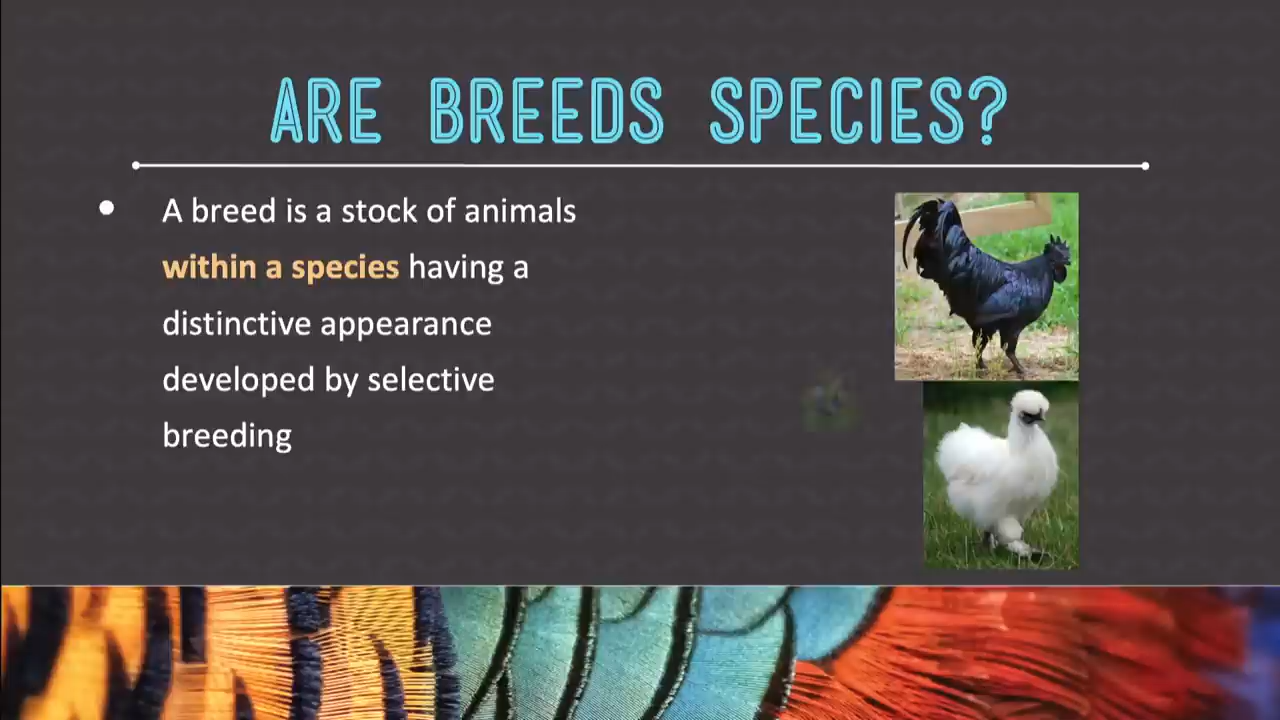 ARE BREEDS SPECIES?
• A breed is a stock of animals
within a species having a
distinctive appearance
developed by selective
breeding